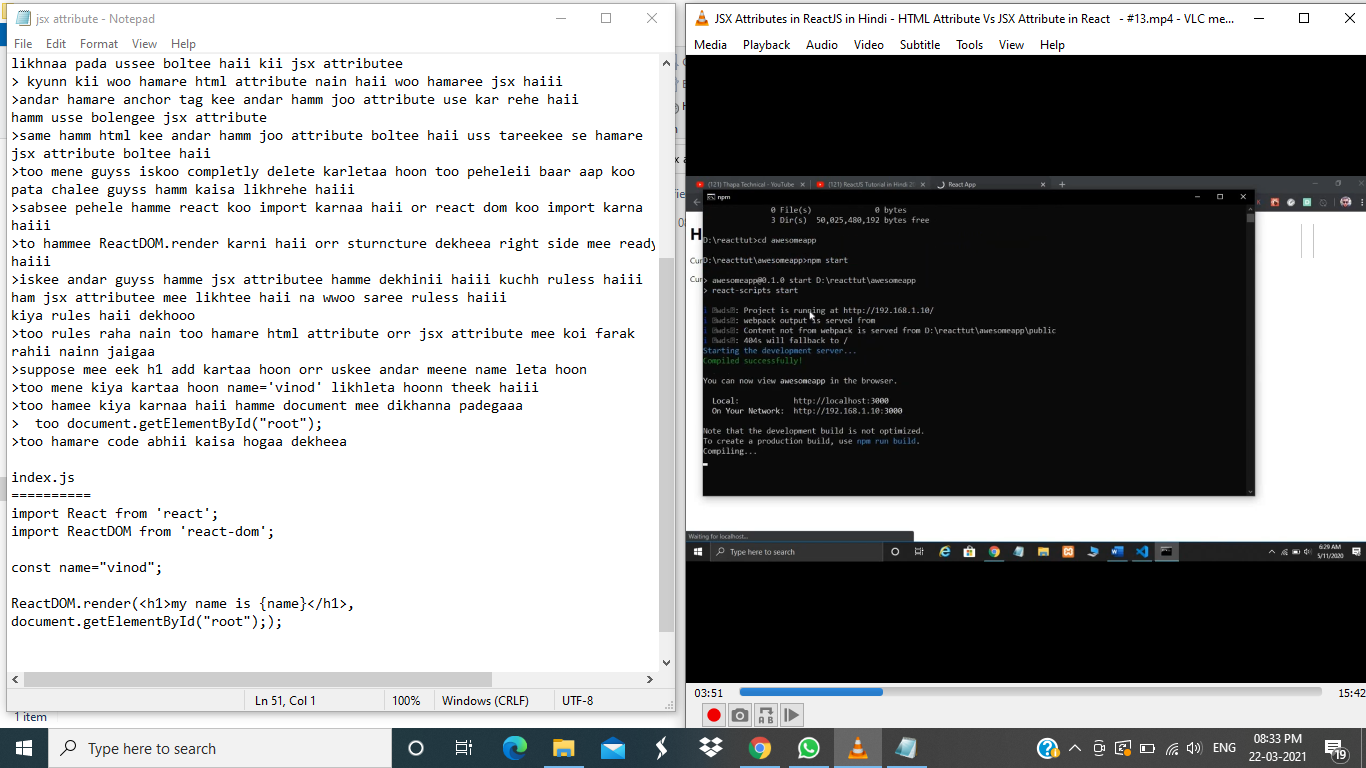 jsx attribute - Notepad
File Edit Format View Help
likhnaa pada ussee boltee haii kii jsx attributee
> kyunn kii woo hamare html attribute nain haii woo hamaree jsx haiii
>andar hamare anchor tag kee andar hamm joo attribute use kar rehe haii
hamm usse bolengee jsx attribute
>same hamm html kee andar hamm joo attribute boltee haii uss tareekee se hamare
jsx attribute boltee haii
>too mene guyss iskoo completly delete karletaa hoon too peheleii baar aap koo
pata chalee guyss hamm kaisa likhrehe haiii
>sabsee pehele hamme react koo import karnaa haii or react dom koo import karna
haiii
>to hammee ReactDOM.render karni haii orr sturncture dekheea right side mee ready
haiii
>iskee andar guyss hamme jsx attributee hamme dekhinii haiii kuchh ruless haiii
ham jsx attributee mee likhtee haii na wwoo saree ruless haiii
kiya rules haii dekhooo
>too rules raha nain too hamare html attribute orr jsx attribute mee koi farak
rahii nainn jaigaa
>suppose mee eek h1 add kartaa hoon orr uskee andar meene name leta hoon
>too mene kiya kartaa hoon name='vinod' likhleta hoonn theek haiii
>too hamee kiya karnaa haii hamme document mee dikhanna padegaaa
>  too document.getElementById("root");
>too hamare code abhii kaisa hogaa dekheea
index.js
==========
import React from 'react';
import ReactDOM from 'react-dom';
const name="vinod";
ReactDOM.render(<h1>my name is {name}</h1>,
document.getElementById("root"););
Ln 51, Col 1 100% Windows (CRLF) UTF-8
1 item
JSX Attributes in ReactJS in Hindi - HTML Attribute Vs JSX Attribute in React - #13.mp4 - VLC me...
Media Playback Audio Video Subtitle Tools View Help
(121) Thapa Technical - YouTube (121) ReactJS Tutorial in Hindi React App
npm
0 File(s) 0 bytes
3 Dir(s) 50,025,480,192 bytes free
D:\reacttut>cd awesomeapp
D:\reacttut\awesomeapp>npm start
> awesomeapp@0.1.0 start D:\reacttut\awesomeapp
> react-scripts start
Project is running at http://192.168.1.10/
webpack output is served from
Content not from webpack is served from D:\reacttut\awesomeapp\public
404s will fallback to /
Starting the development server...
Compiled successfully!
You can now view awesomeapp in the browser.
Local: http://localhost:3000
On Your Network: http://192.168.1.10:3000
Note that the development build is not optimized.
To create a production build, use npm run build.
Compiling...
Waiting for localhost...
Type here to search
6:29 AM
5/11/2020
03:51 15:42
Type here to search
ENG
08:33 PM
22-03-2021
19